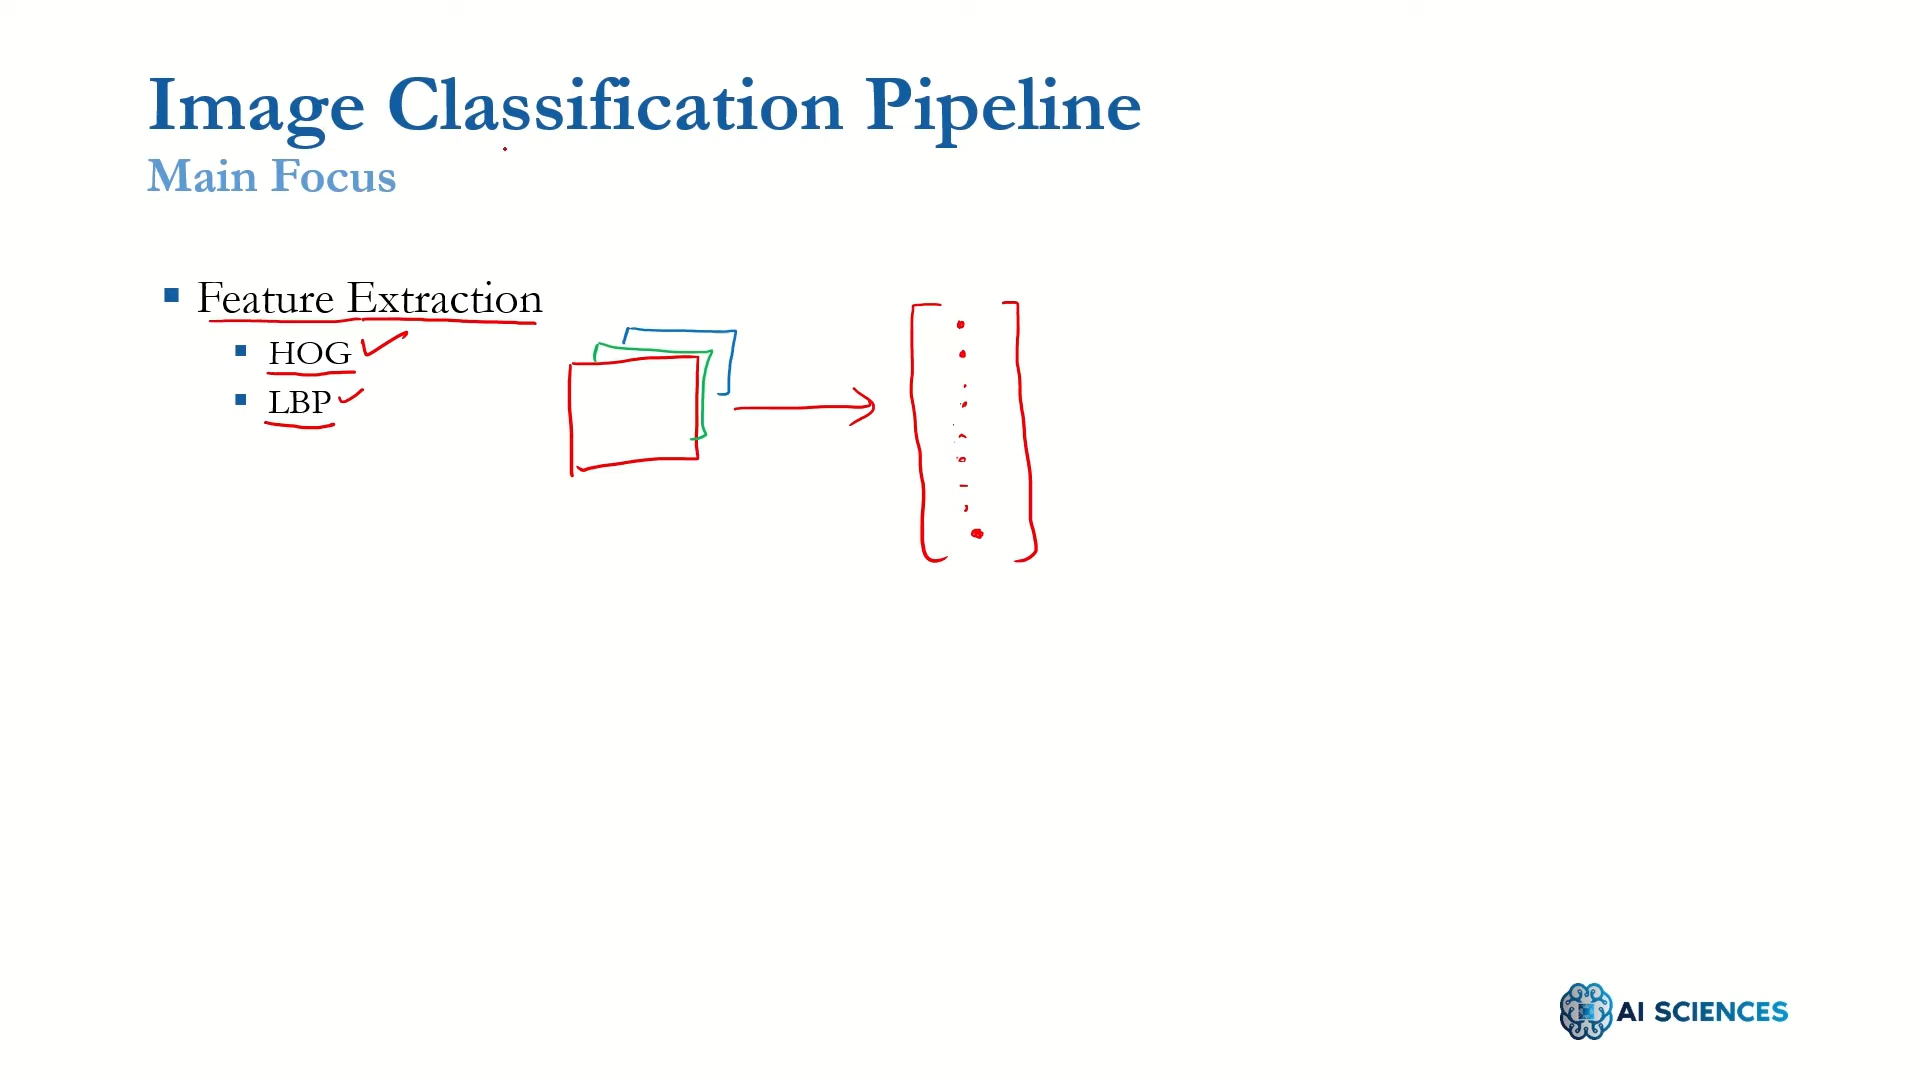 Image Classification Pipeline
Main Focus
Feature Extraction
HOG
LBP
AI SCIENCES